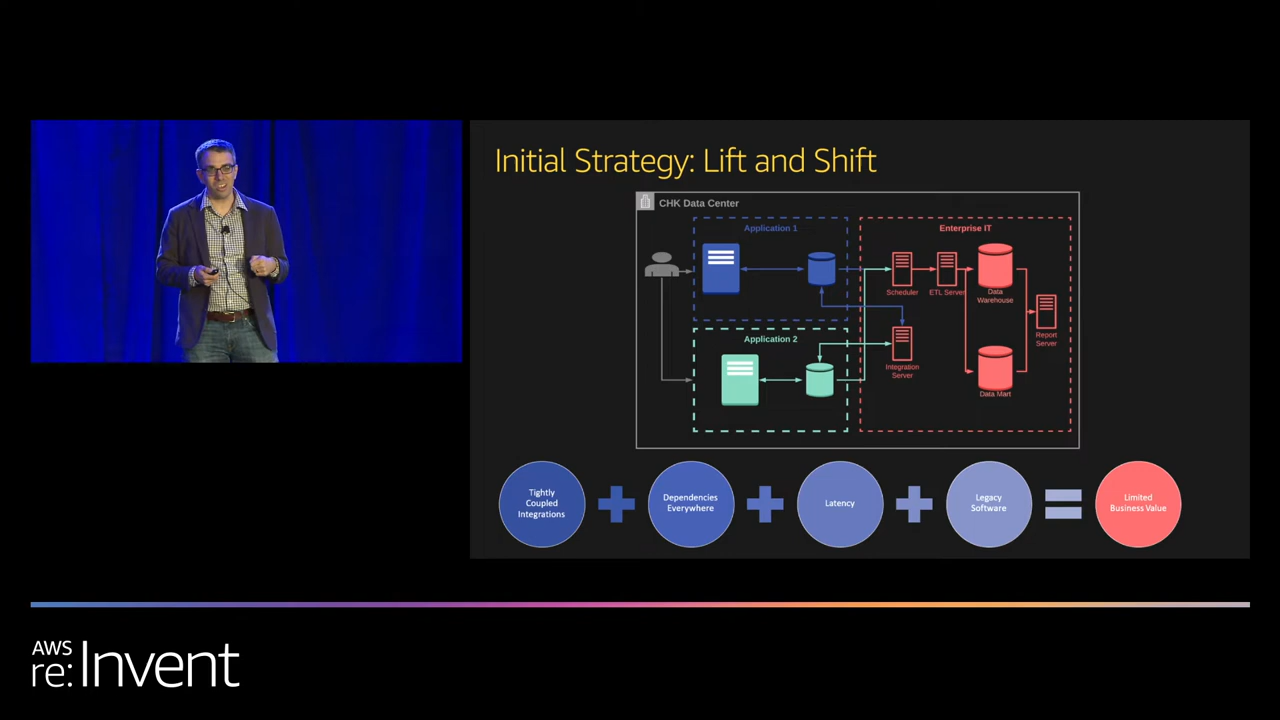 Initial Strategy: Lift and Shift
CHK Data Center
Application 1
Enterprise IT
Scheduler
ETL Server
Data
Warehouse
Report
Server
Application 2
Integration
Server
Data Mart
Tightly
Coupled
Integrations
Dependencies
Everywhere
Latency
Legacy
Software
Limited
Business Value
AWS
re:Invent